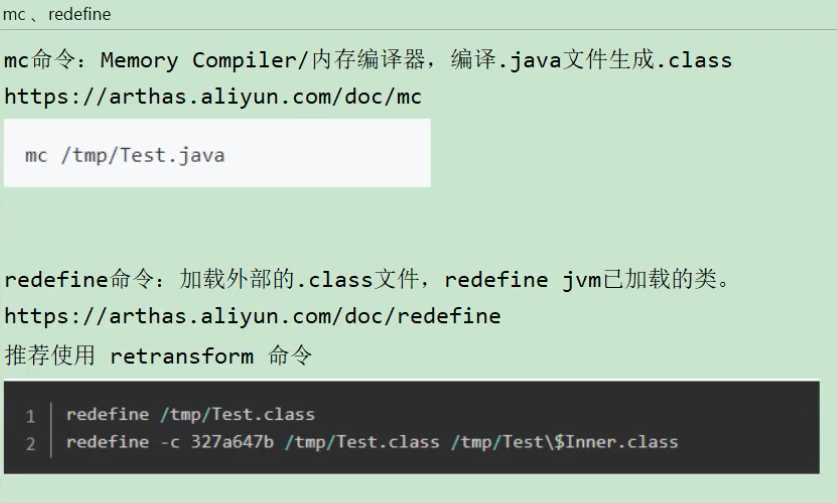 mc 、redefine
mc命令：Memory Compiler/内存编译器，编译.java文件生成.class
https://arthas.aliyun.com/doc/mc
mc /tmp/Test.java
redefine命令：加载外部的.class文件，redefine jvm已加载的类。
https://arthas.aliyun.com/doc/redefine
推荐使用 retransform 命令
1 redefine /tmp/Test.class
2 redefine -c 327a647b /tmp/Test.class /tmp/Test\$Inner.class